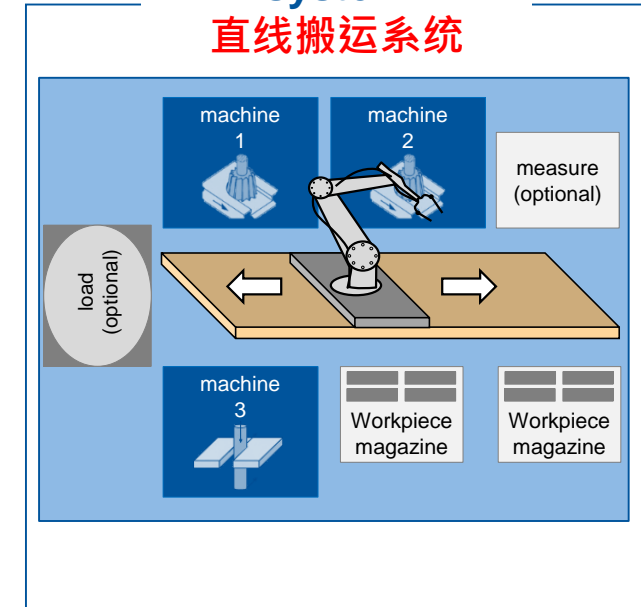 直线搬运系统
machine
1
machine
2
measure
(optional)
load
(optional)
machine
3
Workpiece
magazine
Workpiece
magazine